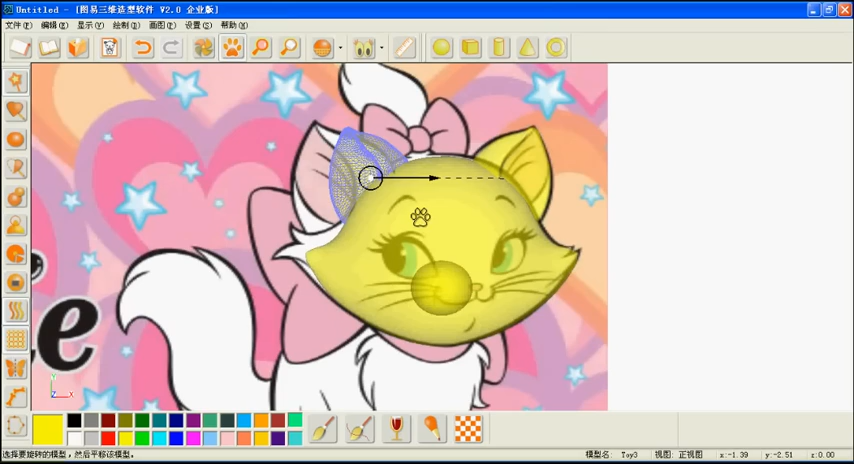 Untitled - [图易三维造型软件 V2.0 企业版]
文件(F) 编辑(E) 显示(V) 绘制(D) 画图(P) 设置(S) 帮助(H)
e
Y
Z X
选择要旋转的模型，然后平移该模型。 模型名: Toy3 视图: 正视图 x:-1.39 y:-2.51 z:0.00